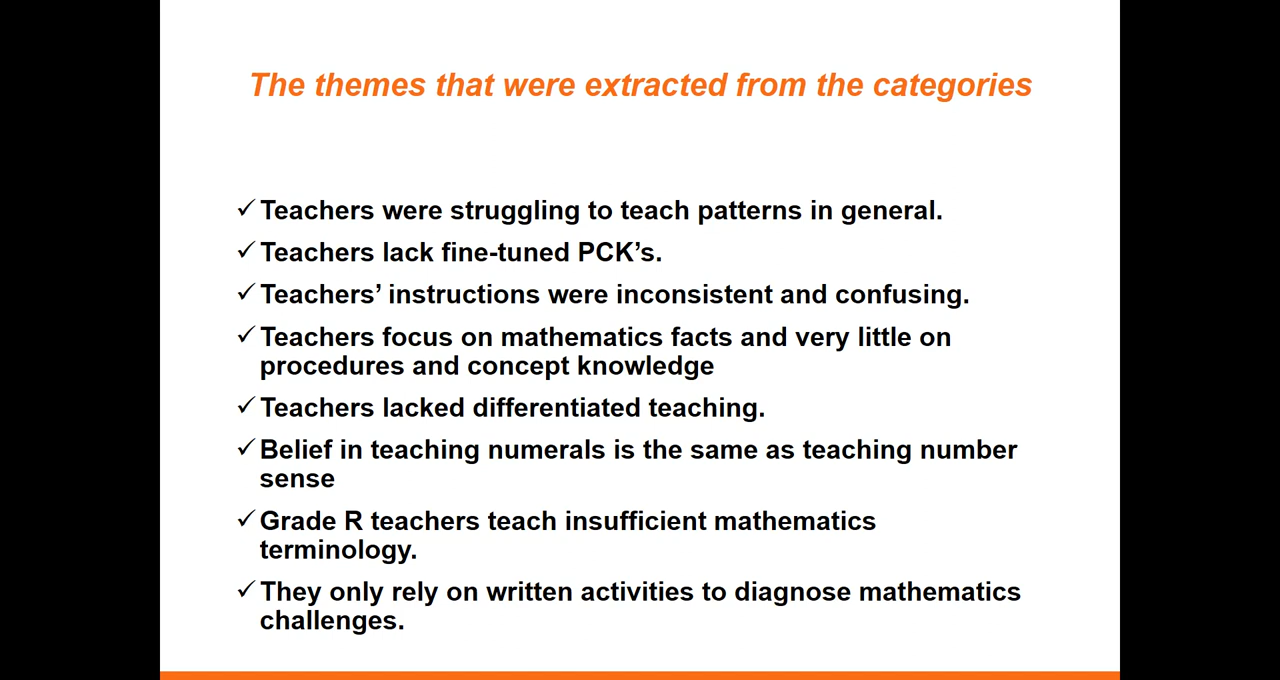 The themes that were extracted from the categories
✓Teachers were struggling to teach patterns in general.
✓Teachers lack fine-tuned PCK’s.
✓Teachers’ instructions were inconsistent and confusing.
✓Teachers focus on mathematics facts and very little on
procedures and concept knowledge
✓Teachers lacked differentiated teaching.
✓Belief in teaching numerals is the same as teaching number
sense
✓Grade R teachers teach insufficient mathematics
terminology.
✓They only rely on written activities to diagnose mathematics
challenges.